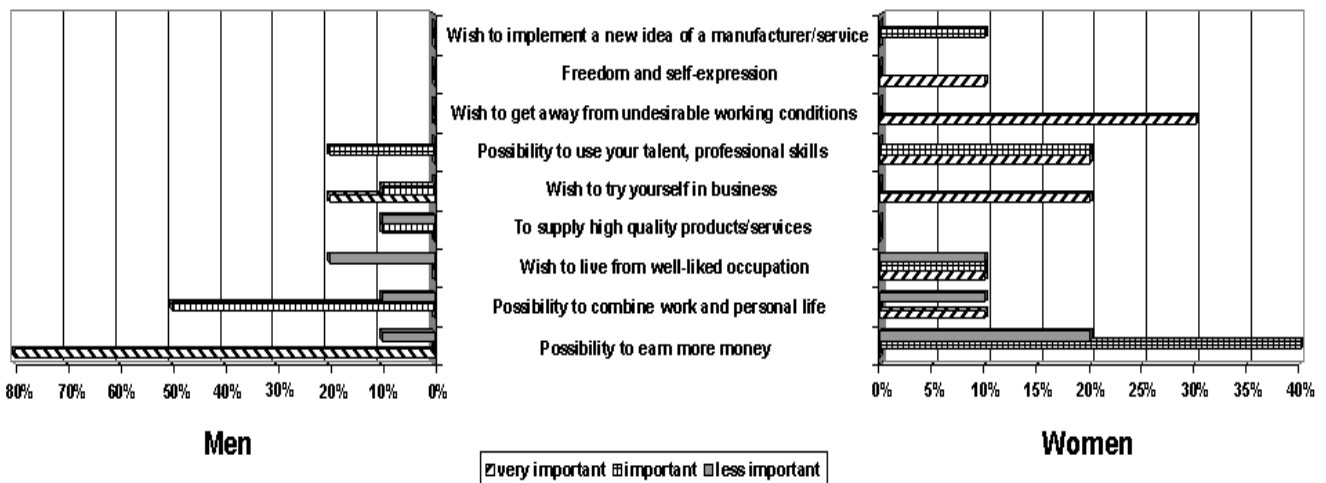 Wish to implement a new idea of a manufacturer/service
Freedom and self-expression
Wish to get away from undesirable working conditions
Possibility to use your talent, professional skills
Wish to try yourself in business
To supply high quality products/services
Wish to live from well-liked occupation
Possibility to combine work and personal life
Possibility to earn more money
80% 70% 60% 50% 40% 30% 20% 10% 0%
0% 5% 10% 15% 20% 25% 30% 35% 40%
Men
Women
very important important less important